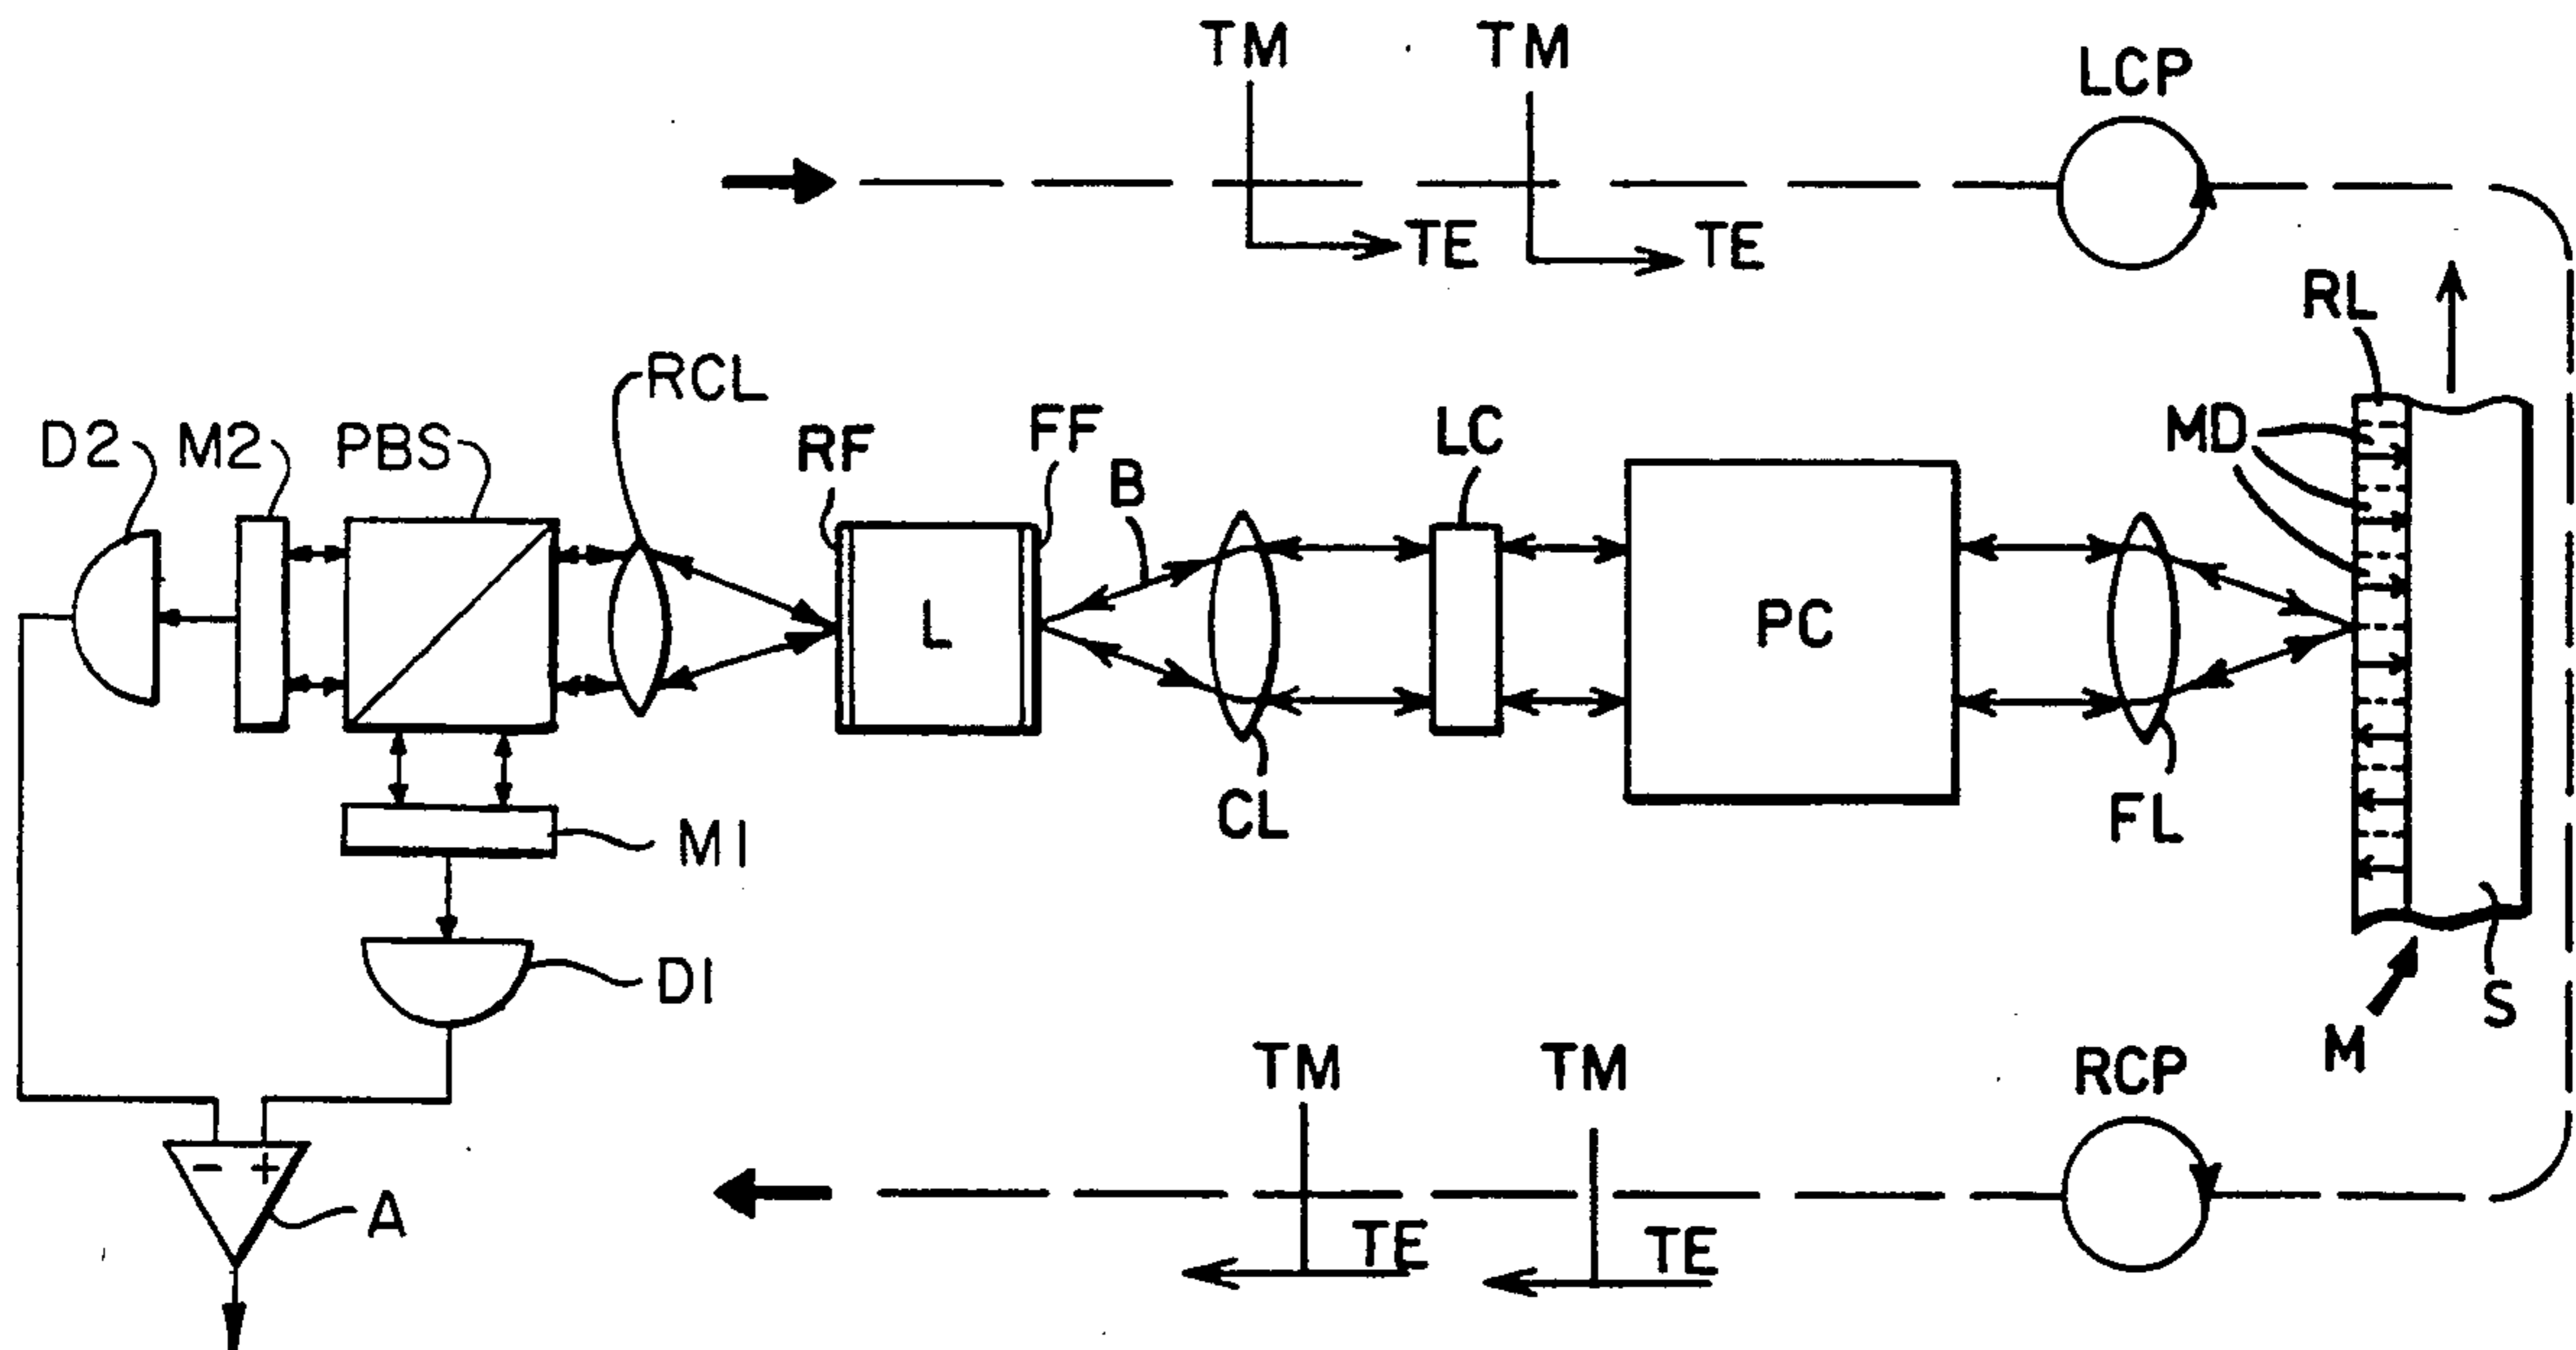 TM TM LCP
TE TE
RL
RCL
D2 M2 PBS RF FF B LC MD
L PC
CL FL
M1
D1
S
M
TM TM RCP
- +
A
TE TE